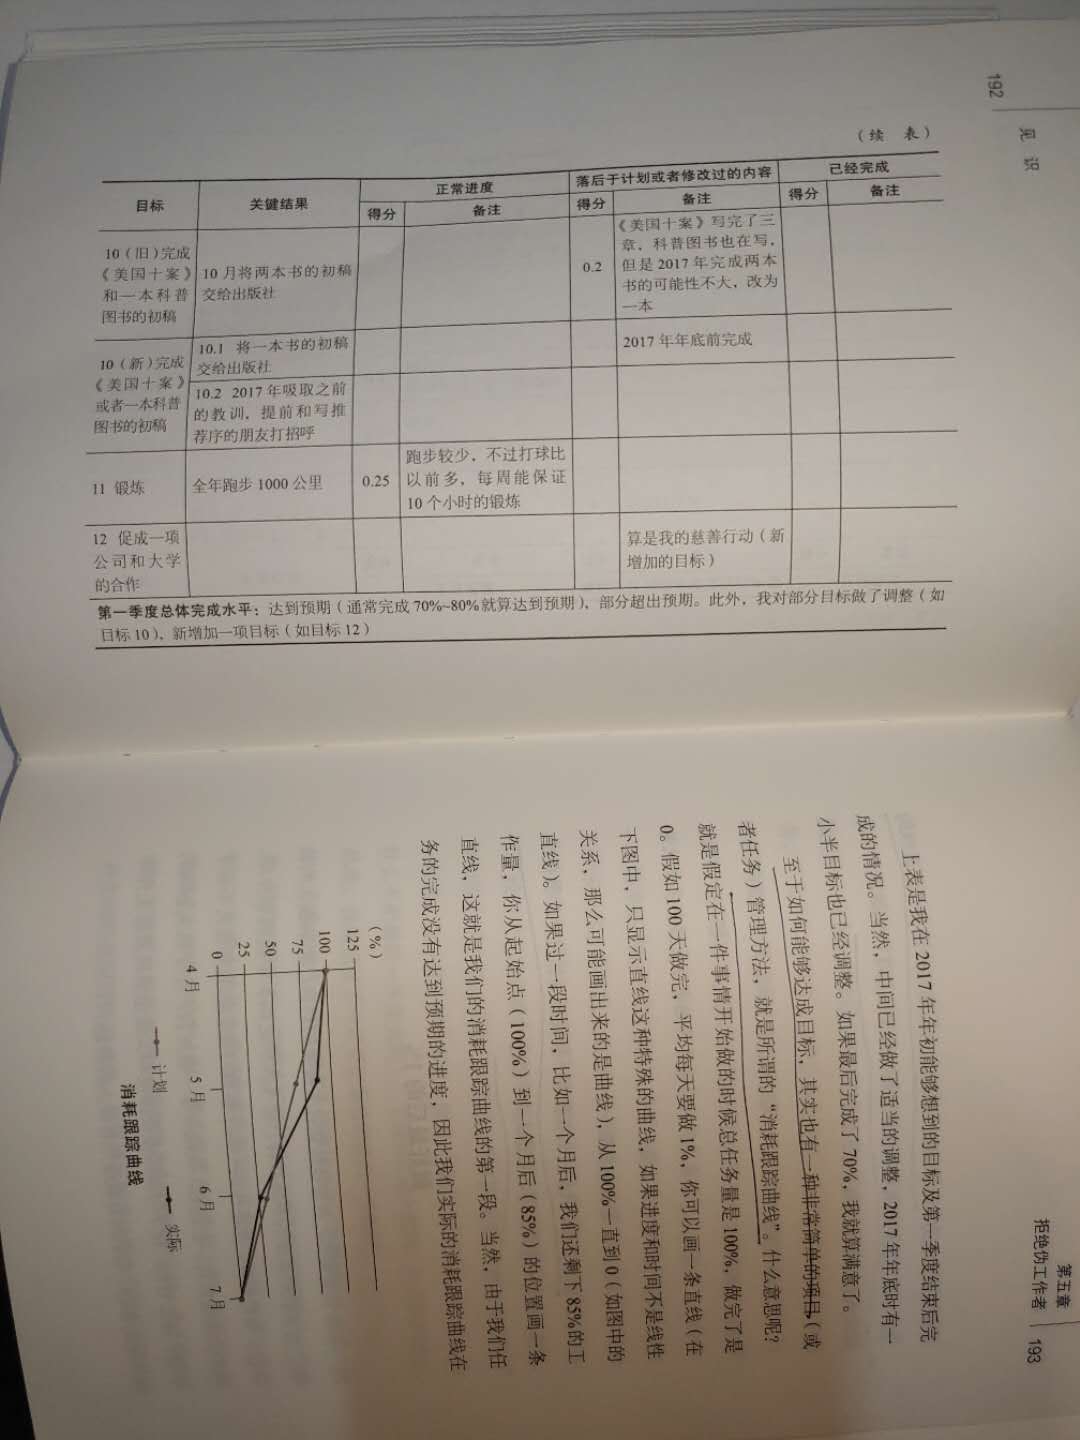 192
见识
（续 表）
目标
关键结果
正常进度
落后于计划或者修改过的内容
已经完成
得分
备注
得分
备注
得分
备注
10（旧）完成
《美国十案》
和一本科普
图书的初稿
10 月将两本书的初稿
交给出版社
0.2
《美国十案》写完了三
章，科普图书也在写，
但是 2017 年完成两本
书的可能性不大，改为
一本
10（新）完成
《美国十案》
或者一本科普
图书的初稿
10.1 将一本书的初稿
交给出版社
2017 年年底前完成
10.2 2017 年吸取之前
的教训，提前和写推
荐序的朋友打招呼
11 锻炼
全年跑步 1000 公里
0.25
跑步较少，不过打球比
以前多，每周能保证
10 个小时的锻炼
12 促成一项
公司和大学
的合作
算是我的慈善行动（新
增加的目标）
第一季度总体完成水平：达到预期（通常完成 70%~80% 就算达到预期），部分超出预期。此外，我对部分目标做了调整（如
目标 10），新增加一项目标（如目标 12）
第五章
拒绝伪工作者
193
上表是我在 2017 年年初能够想到的目标及第一季度结束后完
成的情况。当然，中间已经做了适当的调整，2017 年年底时有一
小半目标也已经调整。如果最后完成了 70%，我就算满意了。
至于如何能够达成目标，其实也有一种非常简单的项目（或
者任务）管理方法，就是所谓的“消耗跟踪曲线”。什么意思呢？
就是假定在一件事情开始做的时候总任务量是 100%，做完了是
0。假如 100 天做完，平均每天要做 1%，你可以画一条直线（在
下图中，只显示直线这种特殊的曲线，如果进度和时间不是线性
关系，那么可能画出来的是曲线），从 100% 一直到 0（如图中的
直线）。如果过一段时间，比如一个月后，我们还剩下 85% 的工
作量，你从起始点（100%）到一个月后（85%）的位置画一条
直线，这就是我们的消耗跟踪曲线的第一段。当然，由于我们任
务的完成没有达到预期的进度，因此我们实际的消耗跟踪曲线在
（%）
125
100
75
50
25
0
4 月
5 月
6 月
7 月
计划
实际
消耗跟踪曲线